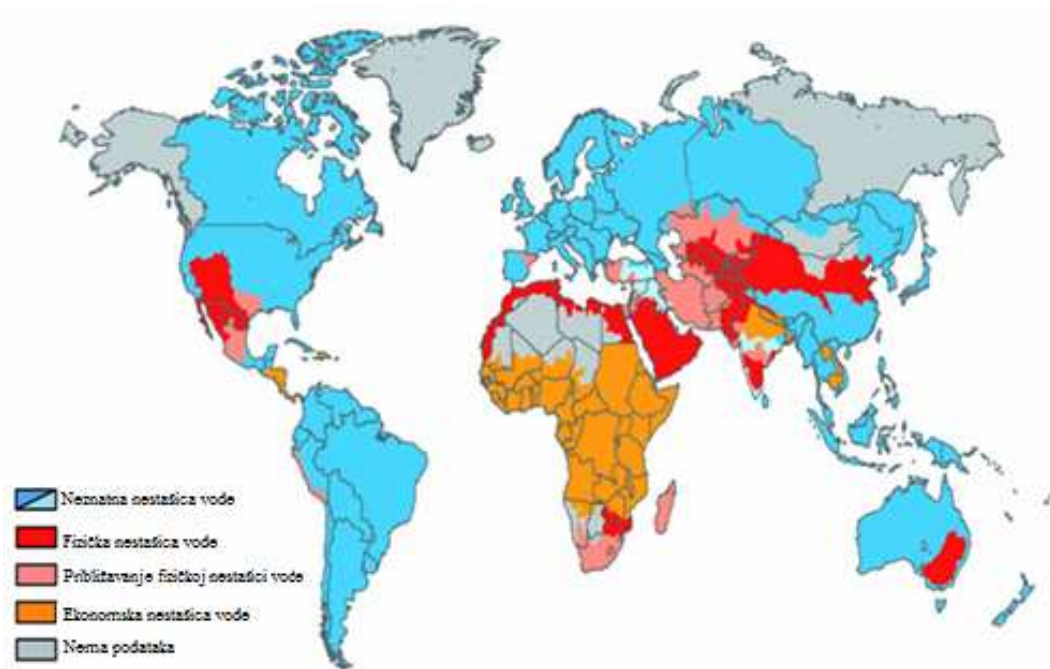 Neznatna nestašica vode
Fizička nestašica vode
Približavanje fizičkoj nestašici vode
Ekonomska nestašica vode
Nema podataka